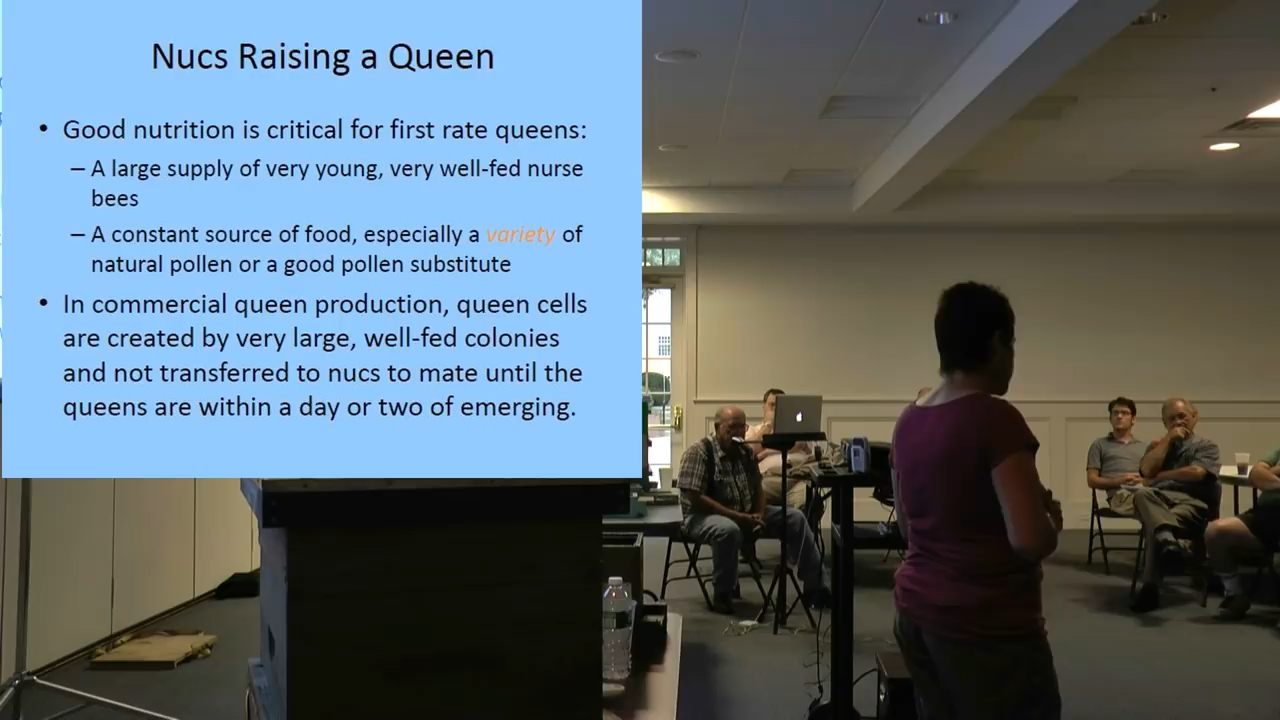 Nucs Raising a Queen
• Good nutrition is critical for first rate queens:
– A large supply of very young, very well-fed nurse
bees
– A constant source of food, especially a variety of
natural pollen or a good pollen substitute
• In commercial queen production, queen cells
are created by very large, well-fed colonies
and not transferred to nucs to mate until the
queens are within a day or two of emerging.